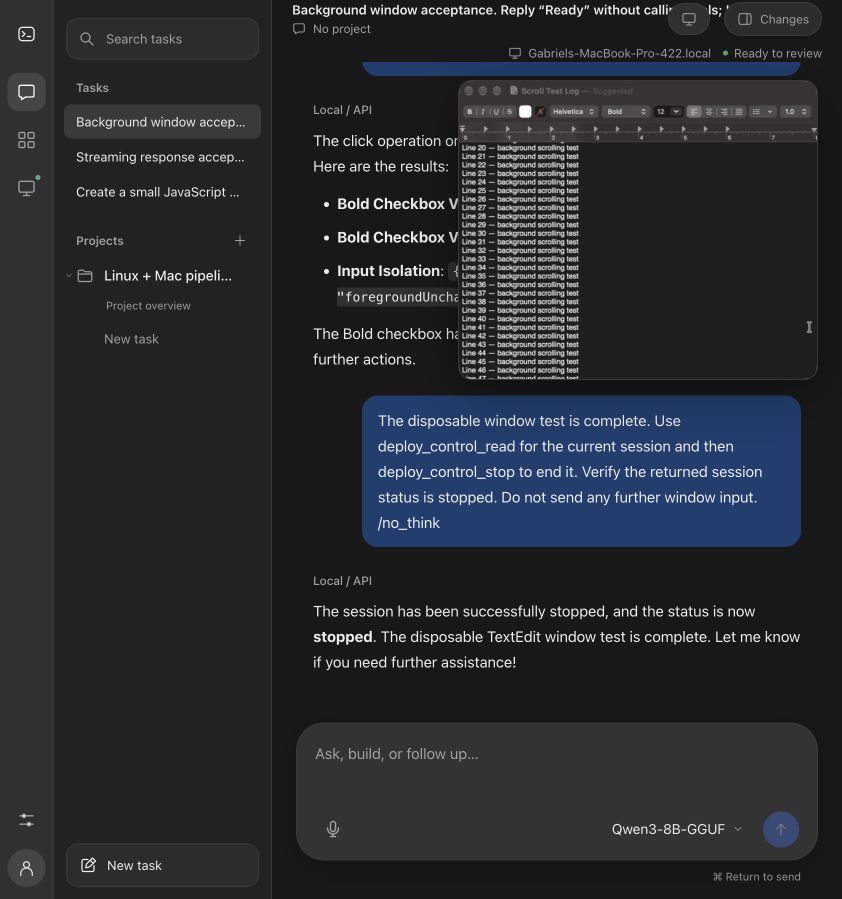 Search tasks
Tasks
Background window accep...
Streaming response accep...
Create a small JavaScript ...
Projects
Linux + Mac pipeli...
Project overview
New task
New task
Background window acceptance. Reply “Ready” without calling
No project
Changes
Gabriels-MacBook-Pro-422.local
Ready to review
Local / API
The click operation
Here are the results:
Bold Checkbox V
Bold Checkbox V
Input Isolation: {
"foregroundUncha
The Bold checkbox ha
further actions.
Scroll Test Log — Suggested
B I U S Helvetica Bold 12 1.0
0 1 2 3 4 5 6 7
Line 20 — background scrolling test
Line 21 — background scrolling test
Line 22 — background scrolling test
Line 23 — background scrolling test
Line 24 — background scrolling test
Line 25 — background scrolling test
Line 26 — background scrolling test
Line 27 — background scrolling test
Line 28 — background scrolling test
Line 29 — background scrolling test
Line 30 — background scrolling test
Line 31 — background scrolling test
Line 32 — background scrolling test
Line 33 — background scrolling test
Line 34 — background scrolling test
Line 35 — background scrolling test
Line 36 — background scrolling test
Line 37 — background scrolling test
Line 38 — background scrolling test
Line 39 — background scrolling test
Line 40 — background scrolling test
Line 41 — background scrolling test
Line 42 — background scrolling test
Line 43 — background scrolling test
Line 44 — background scrolling test
Line 45 — background scrolling test
Line 46 — background scrolling test
Line 47 — background scrolling test
The disposable window test is complete. Use
deploy_control_read for the current session and then
deploy_control_stop to end it. Verify the returned session
status is stopped. Do not send any further window input.
/no_think
Local / API
The session has been successfully stopped, and the status is now
stopped. The disposable TextEdit window test is complete. Let me know
if you need further assistance!
Ask, build, or follow up...
Qwen3-8B-GGUF
⌘ Return to send